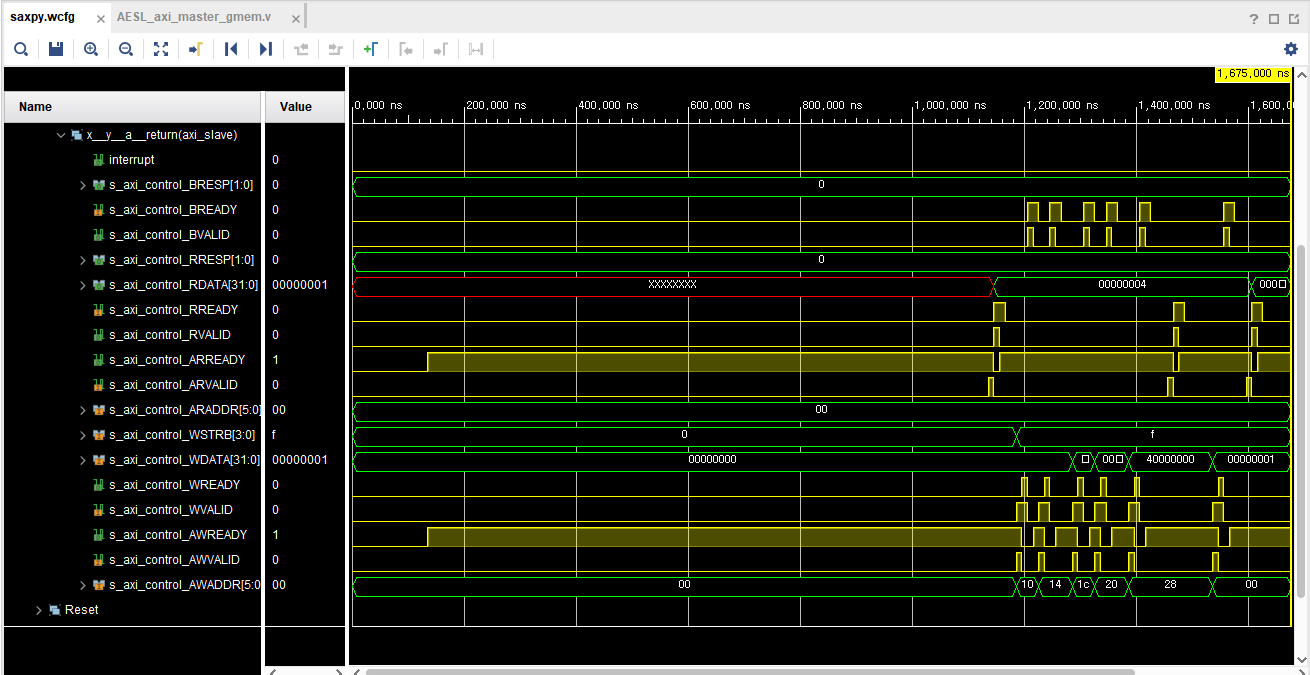 saxpy.wcfg × AESL_axi_master_gmem.v ×
?
1,675,000 ns
Name Value
0,000 ns 200,000 ns 400,000 ns 600,000 ns 800,000 ns 1,000,000 ns 1,200,000 ns 1,400,000 ns 1,600,0
x__y__a__return(axi_slave)
interrupt 0
s_axi_control_BRESP[1:0] 0 0
s_axi_control_BREADY 0
s_axi_control_BVALID 0
s_axi_control_RRESP[1:0] 0 0
s_axi_control_RDATA[31:0] 00000001 XXXXXXXX 00000004 000□
s_axi_control_RREADY 0
s_axi_control_RVALID 0
s_axi_control_ARREADY 1
s_axi_control_ARVALID 0
s_axi_control_ARADDR[5:0] 00 00
s_axi_control_WSTRB[3:0] f 0 f
s_axi_control_WDATA[31:0] 00000001 00000000 □ 00□ 40000000 00000001
s_axi_control_WREADY 0
s_axi_control_WVALID 0
s_axi_control_AWREADY 1
s_axi_control_AWVALID 0
s_axi_control_AWADDR[5:0 00 00 10 14 1c 20 28 00
Reset